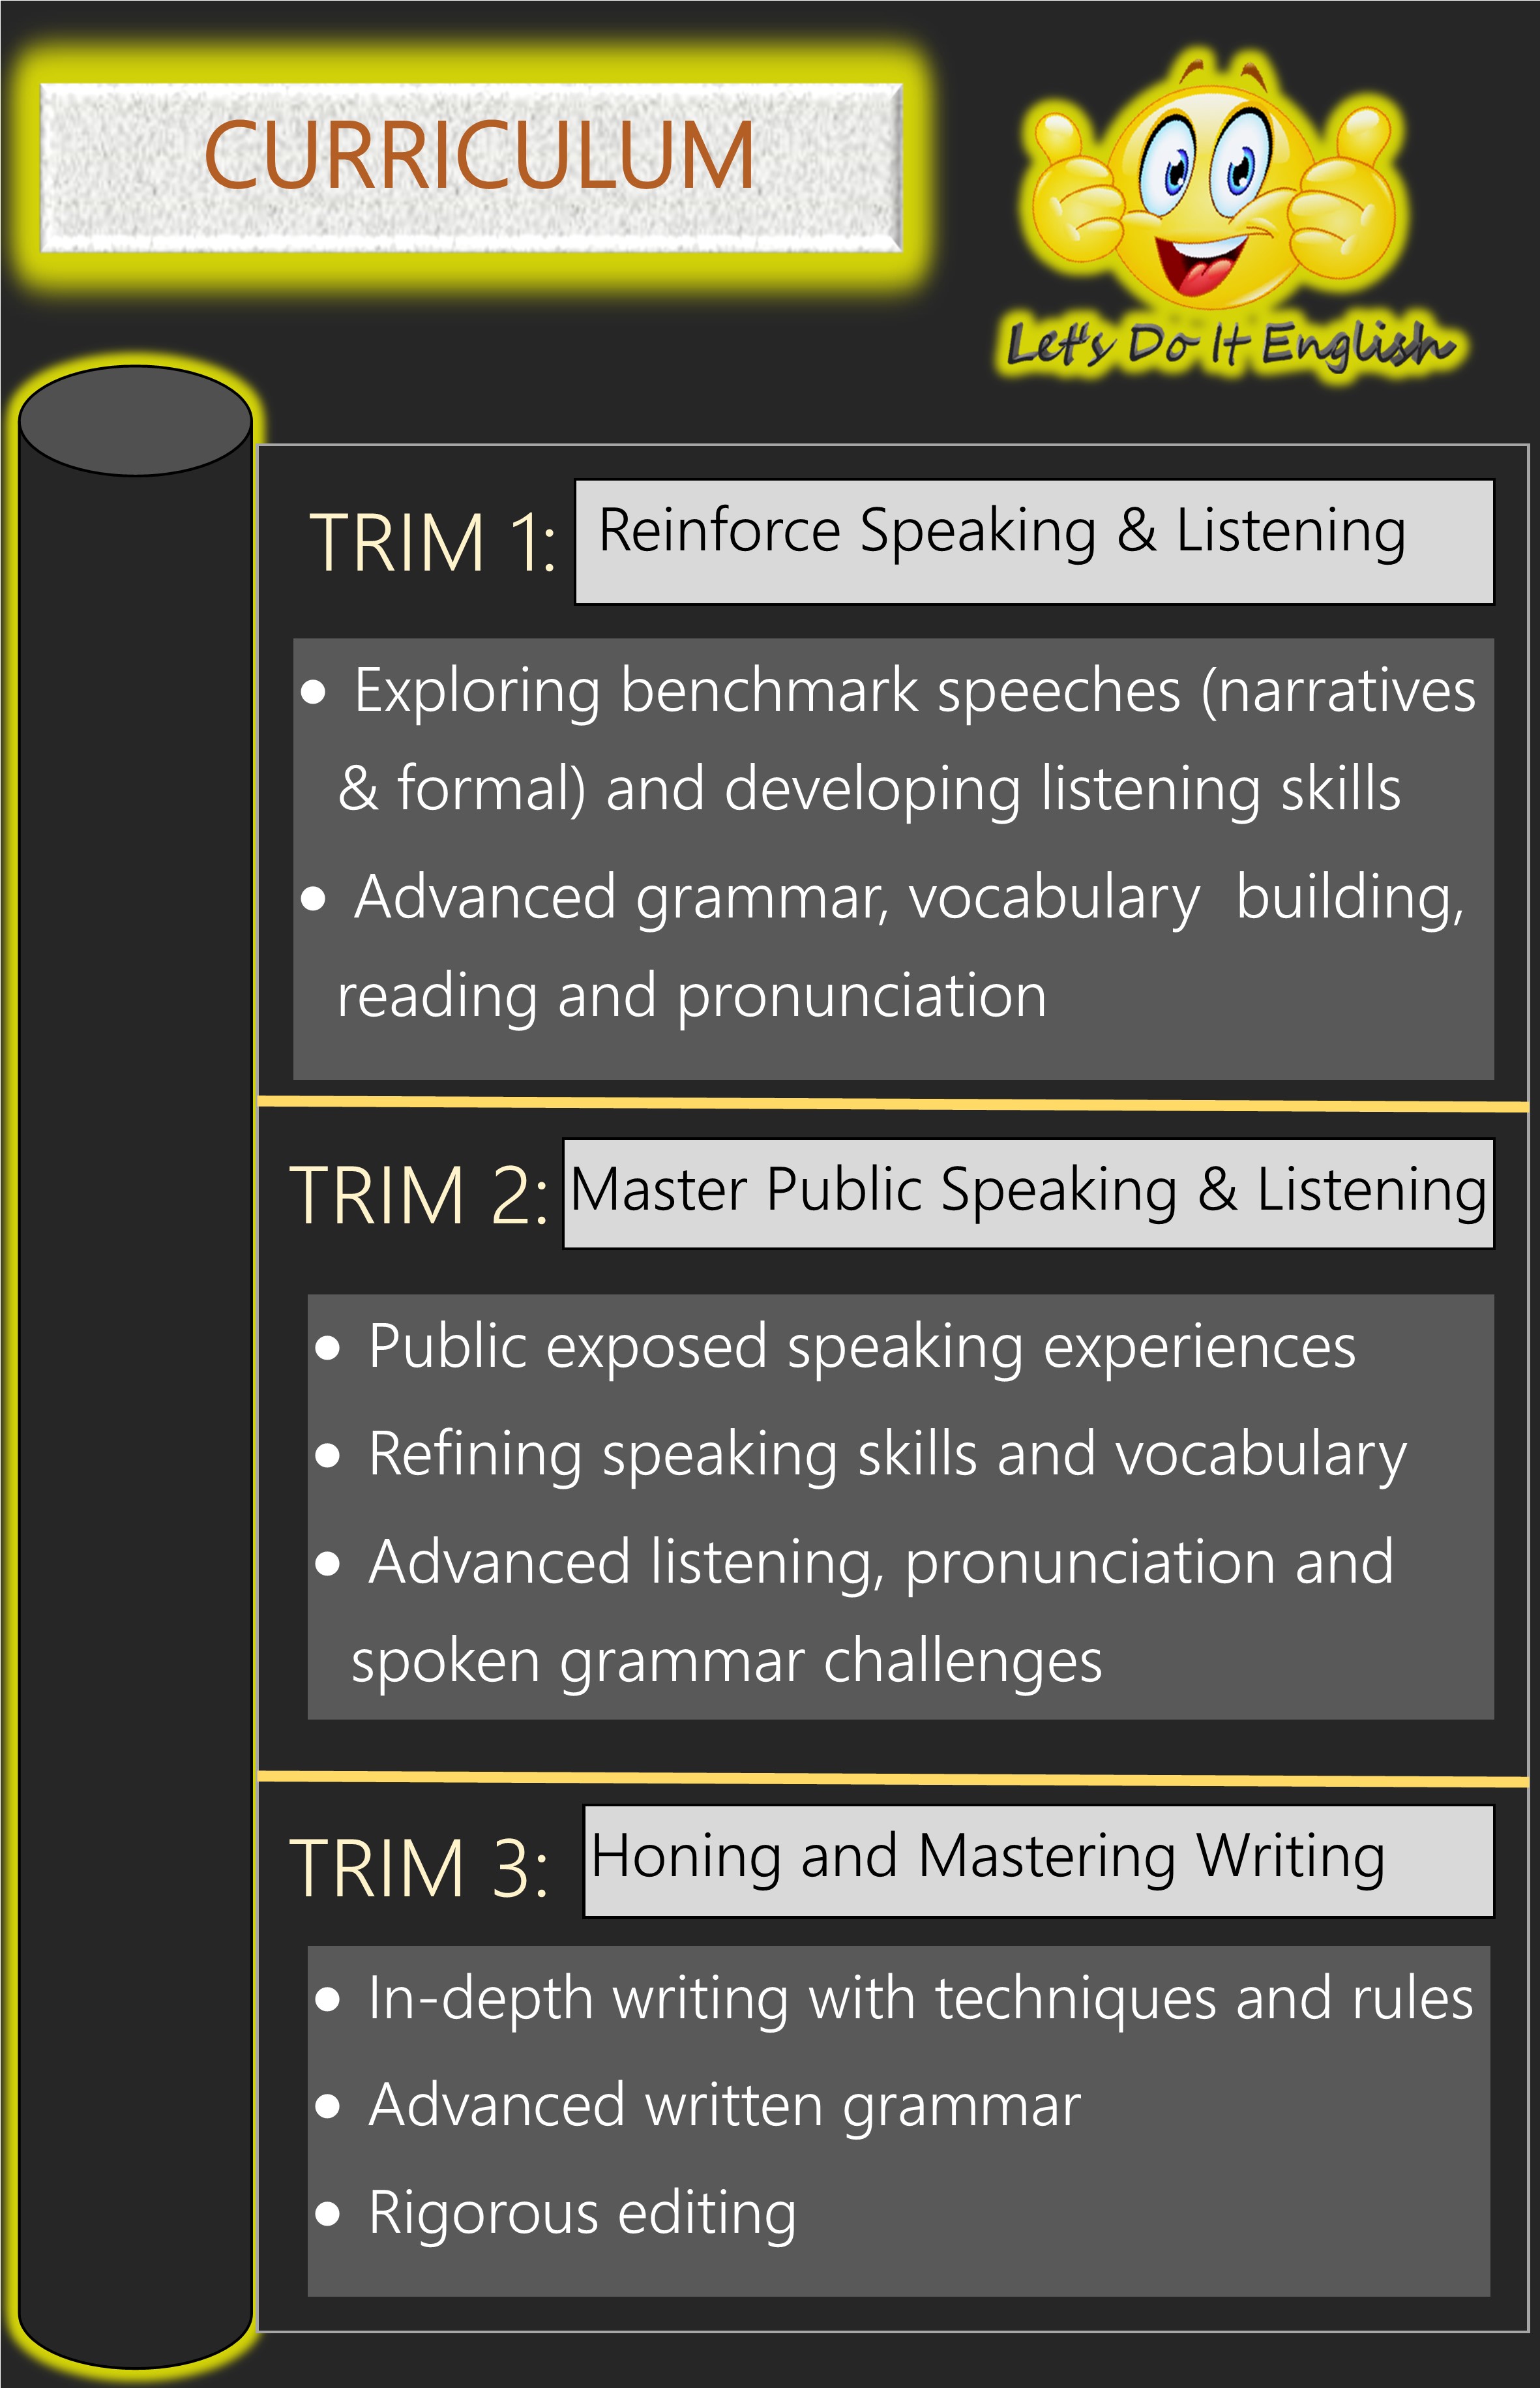 CURRICULUM
Let's Do It English
TRIM 1:
Reinforce Speaking & Listening
● Exploring benchmark speeches (narratives
& formal) and developing listening skills
● Advanced grammar, vocabulary  building,
reading and pronunciation
TRIM 2:
Master Public Speaking & Listening
● Public exposed speaking experiences
● Refining speaking skills and vocabulary
● Advanced listening, pronunciation and
spoken grammar challenges
TRIM 3:
Honing and Mastering Writing
● In-depth writing with techniques and rules
● Advanced written grammar
● Rigorous editing